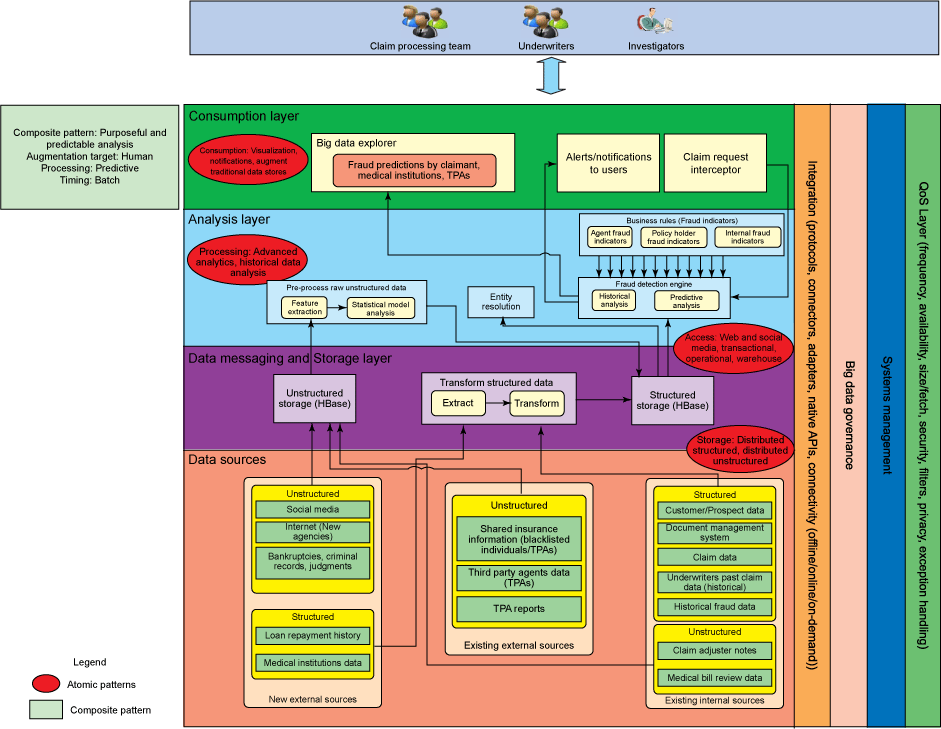 Claim processing team
Underwriters
Investigators
Composite pattern: Purposeful and
predictable analysis
Augmentation target: Human
Processing: Predictive
Timing: Batch
Consumption layer
Consumption: Visualization,
notifications, augment
traditional data stores
Big data explorer
Fraud predictions by claimant,
medical institutions, TPAs
Alerts/notifications
to users
Claim request
interceptor
Analysis layer
Processing: Advanced
analytics, historical data
analysis
Business rules (Fraud indicators)
Agent fraud
indicators
Policy holder
fraud indicators
Internal fraud
indicators
Pre-process raw unstructured data
Feature
extraction
Statistical model
analysis
Entity
resolution
Fraud detection engine
Historical
analysis
Predictive
analysis
Access: Web and social
media, transactional,
operational, warehouse
Data messaging and Storage layer
Unstructured
storage (HBase)
Transform structured data
Extract
Transform
Structured
storage (HBase)
Storage: Distributed
structured, distributed
unstructured
Data sources
Unstructured
Social media
Internet (New
agencies)
Bankruptcies, criminal
records, judgments
Structured
Loan repayment history
Medical institutions data
New external sources
Unstructured
Shared insurance
information (blacklisted
individuals/TPAs)
Third party agents data
(TPAs)
TPA reports
Existing external sources
Structured
Customer/Prospect data
Document management
system
Claim data
Underwriters past claim
data (historical)
Historical fraud data
Unstructured
Claim adjuster notes
Medical bill review data
Existing internal sources
Integration (protocols, connectors, adapters, native APIs, connectivity (offline/online/on-demand))
Big data governance
Systems management
QoS Layer (frequency, availability, size/fetch, security, filters, privacy, exception handling)
Legend
Atomic patterns
Composite pattern